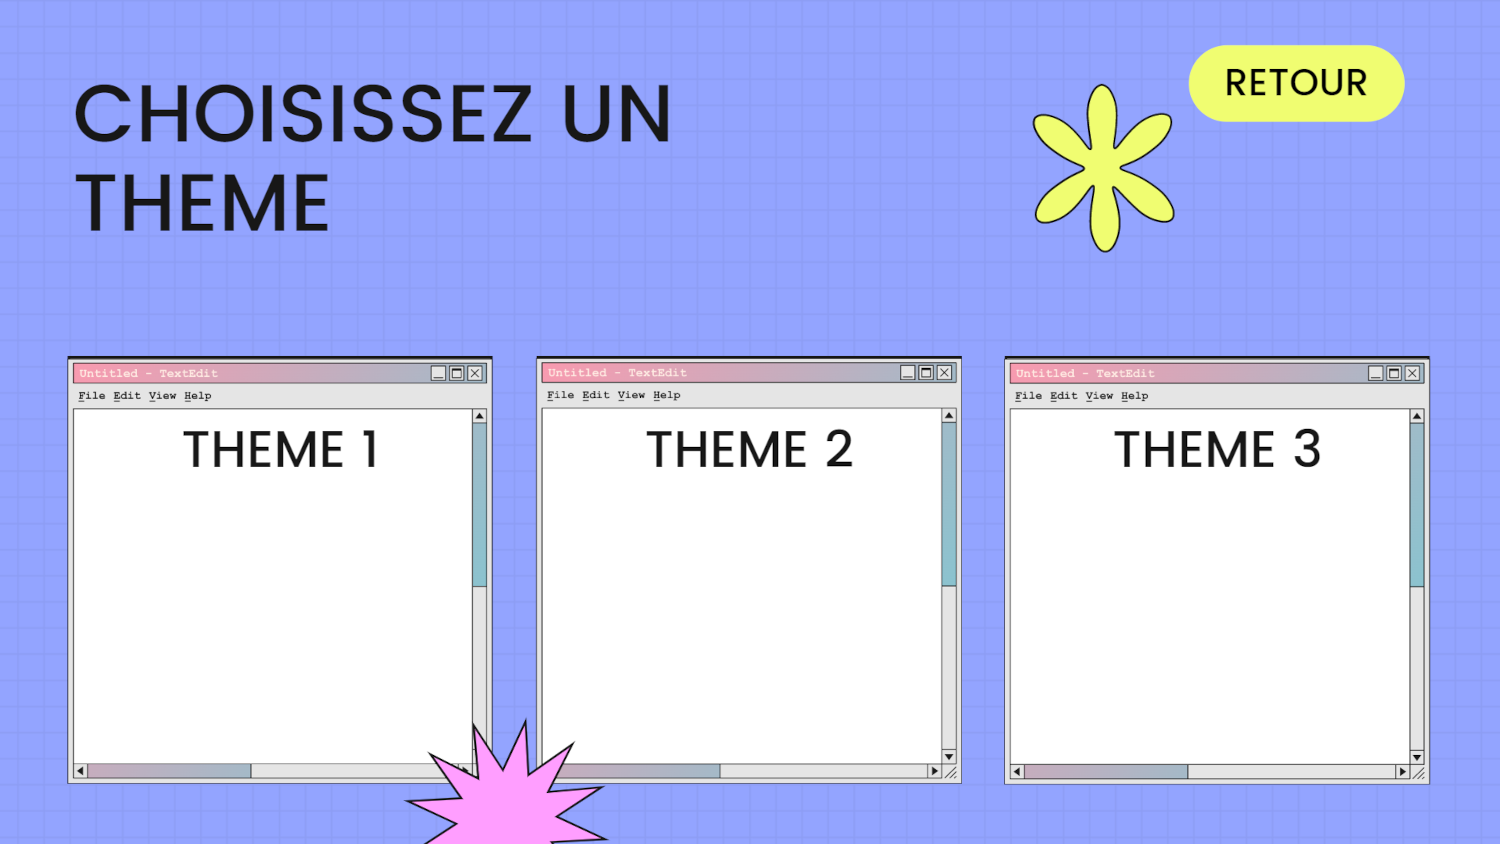 RETOUR
CHOISISSEZ UN
THEME
Untitled - TextEdit
File Edit View Help
THEME 1
Untitled - TextEdit
File Edit View Help
THEME 2
Untitled - TextEdit
File Edit View Help
THEME 3